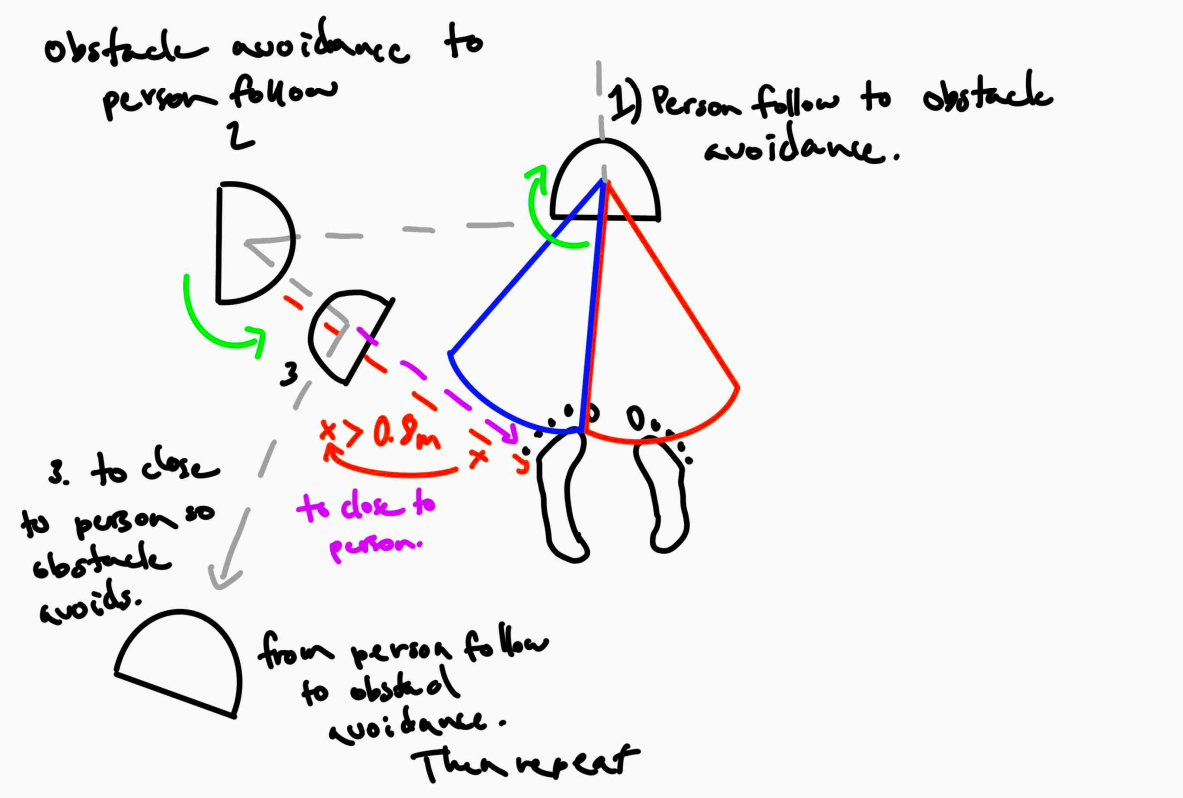 obstacle avoidance to
person follow
2
1) Person follow to obstacle
avoidance.
3
x > 0.8m
x
to close to
person.
3. to close
to person so
obstacle
avoids.
from person follow
to obstacl
avoidance.
Then repeat